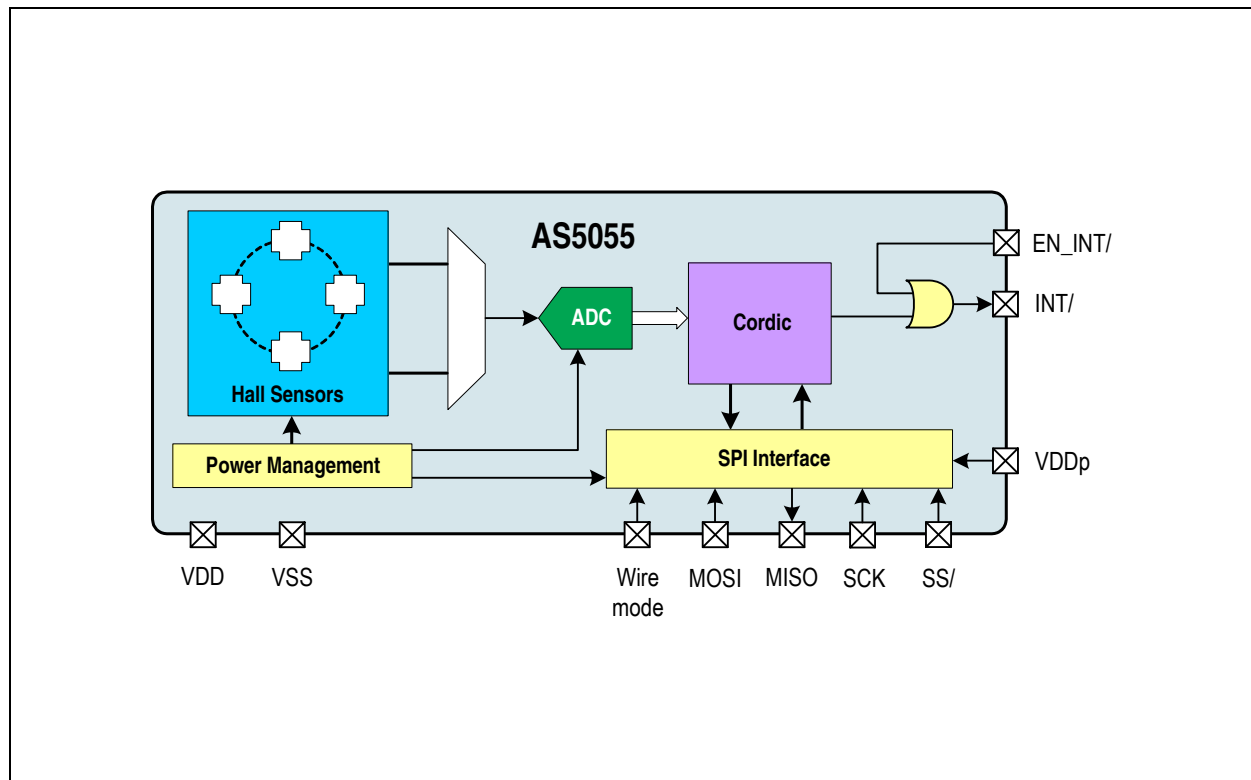 AS5055
EN_INT/
INT/
ADC
Cordic
Hall Sensors
Power Management
SPI Interface
VDDp
VDD
VSS
Wire
mode
MOSI
MISO
SCK
SS/